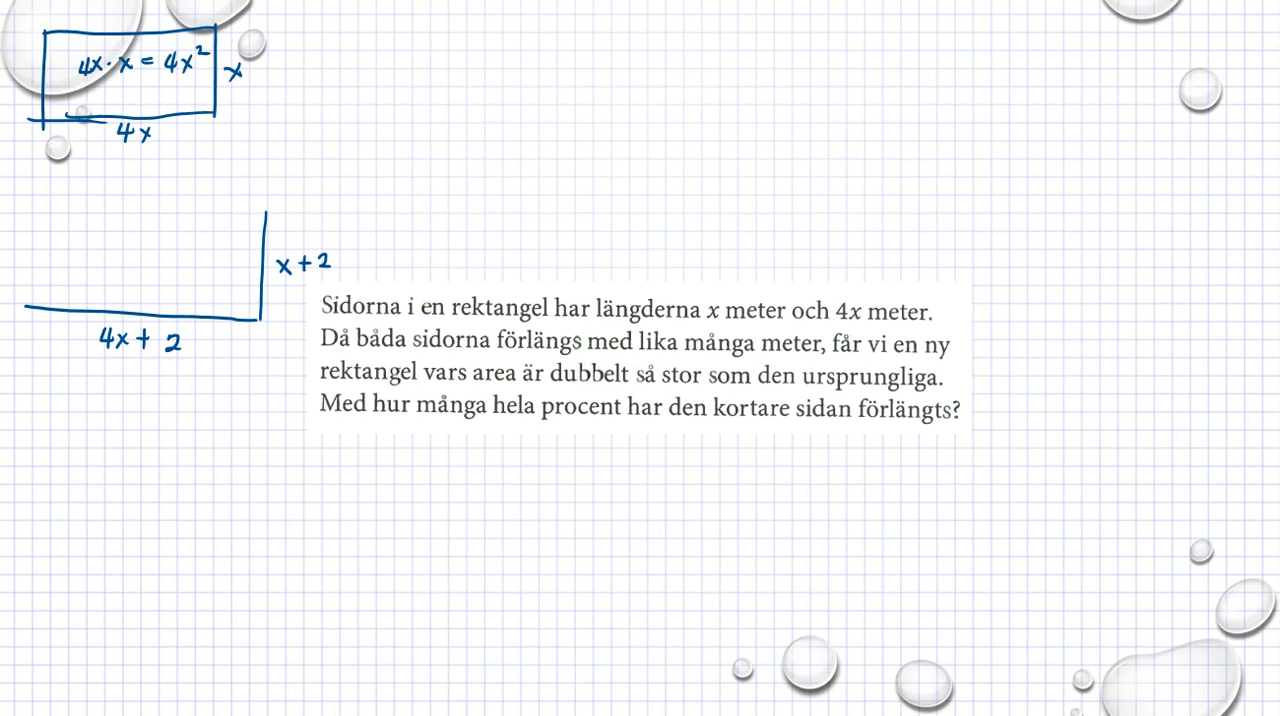 4x · x = 4x²
x
4x
x + 2
4x + 2
Sidorna i en rektangel har längderna x meter och 4x meter.
Då båda sidorna förlängs med lika många meter, får vi en ny
rektangel vars area är dubbelt så stor som den ursprungliga.
Med hur många hela procent har den kortare sidan förlängts?